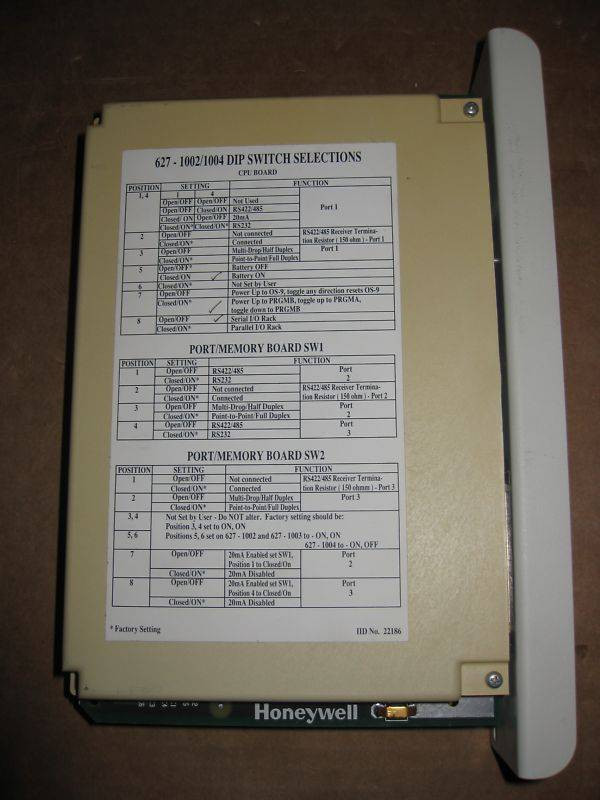 627 - 1002/1004 DIP SWITCH SELECTIONS
CPU BOARD
POSITION SETTING FUNCTION
1, 4 1 4
Open/OFF Open/OFF Not Used
Open/OFF Closed/ON RS422/485 Port 1
Closed/ ON Open/OFF 20mA
Closed/ON* Closed/ON* RS232
2 Open/OFF Not connected RS422/485 Receiver Termina-
Closed/ON* Connected tion Resistor ( 150 ohm ) - Port 1
3 Open/OFF Multi-Drop/Half Duplex Port 1
Closed/ON* Point-to-Point/Full Duplex
5 Open/OFF* Battery OFF
Closed/ON Battery ON
6 Closed/ON* Not Set by User
7 Open/OFF Power Up to OS-9, toggle any direction resets OS-9
Closed/ON* Power Up to PRGMB, toggle up to PRGMA,
toggle down to PRGMB
8 Open/OFF Serial I/O Rack
Closed/ON* Parallel I/O Rack
PORT/MEMORY BOARD SW1
POSITION SETTING FUNCTION
1 Open/OFF RS422/485 Port
Closed/ON* RS232 2
2 Open/OFF Not connected RS422/485 Receiver Termina-
Closed/ON* Connected tion Resistor ( 150 ohm ) - Port 2
3 Open/OFF Multi-Drop/Half Duplex Port
Closed/ON* Point-to-Point/Full Duplex 2
4 Open/OFF RS422/485 Port
Closed/ON* RS232 3
PORT/MEMORY BOARD SW2
POSITION SETTING FUNCTION
1 Open/OFF Not connected RS422/485 Receiver Termina-
Closed/ON* Connected tion Resistor ( 150 ohmm ) - Port 3
2 Open/OFF Multi-Drop/Half Duplex Port 3
Closed/ON* Point-to-Point/Full Duplex
3, 4 Not Set by User - Do NOT alter. Factory setting should be:
Position 3, 4 set to ON, ON
5, 6 Positions 5, 6 set on 627 - 1002 and 627 - 1003 to - ON, ON
627 - 1004 to - ON, OFF
7 Open/OFF 20mA Enabled set SW1, Port
Position 1 to Closed/On 2
Closed/ON* 20mA Disabled
8 Open/OFF 20mA Enabled set SW1, Port
Position 4 to Closed/On 3
Closed/ON* 20mA Disabled
* Factory Setting IID No. 22186
Honeywell